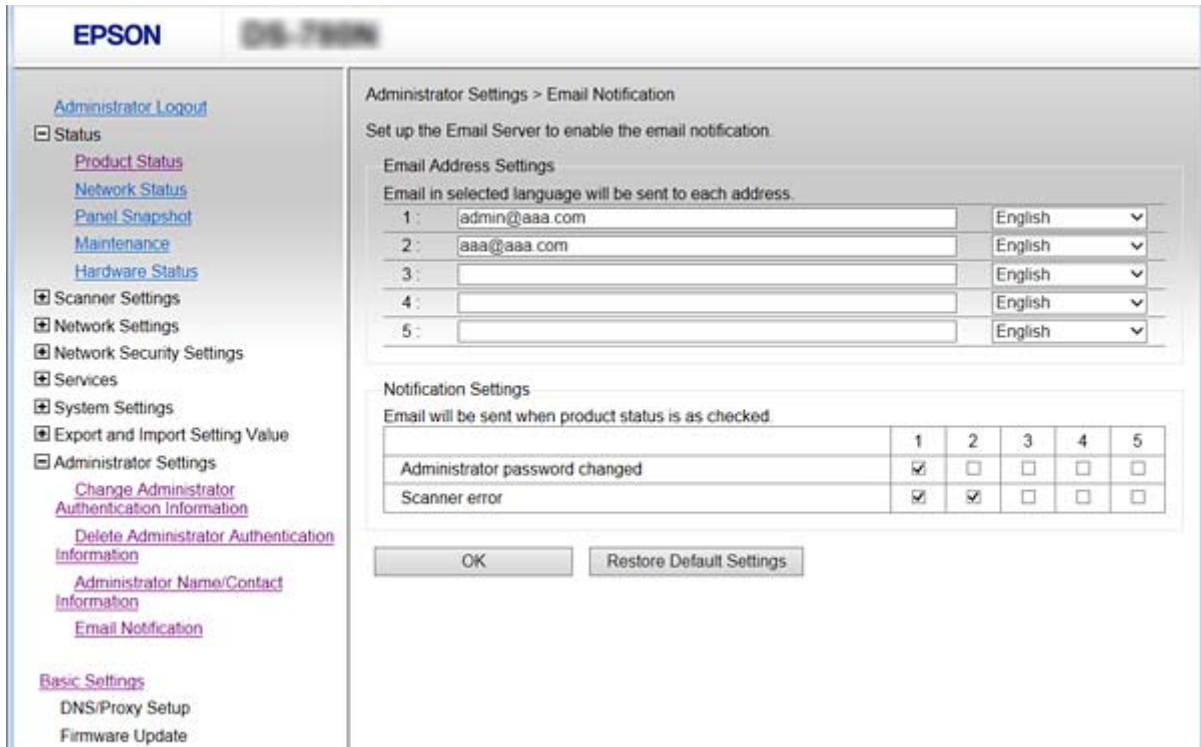 EPSON
Administrator Logout
Status
Product Status
Network Status
Panel Snapshot
Maintenance
Hardware Status
Scanner Settings
Network Settings
Network Security Settings
Services
System Settings
Export and Import Setting Value
Administrator Settings
Change Administrator
Authentication Information
Delete Administrator Authentication
Information
Administrator Name/Contact
Information
Email Notification
Basic Settings
DNS/Proxy Setup
Firmware Update
Administrator Settings > Email Notification
Set up the Email Server to enable the email notification.
Email Address Settings
Email in selected language will be sent to each address.
1 : admin@aaa.com English
2 : aaa@aaa.com English
3 : English
4 : English
5 : English
Notification Settings
Email will be sent when product status is as checked.
1 2 3 4 5
Administrator password changed
Scanner error
OK Restore Default Settings